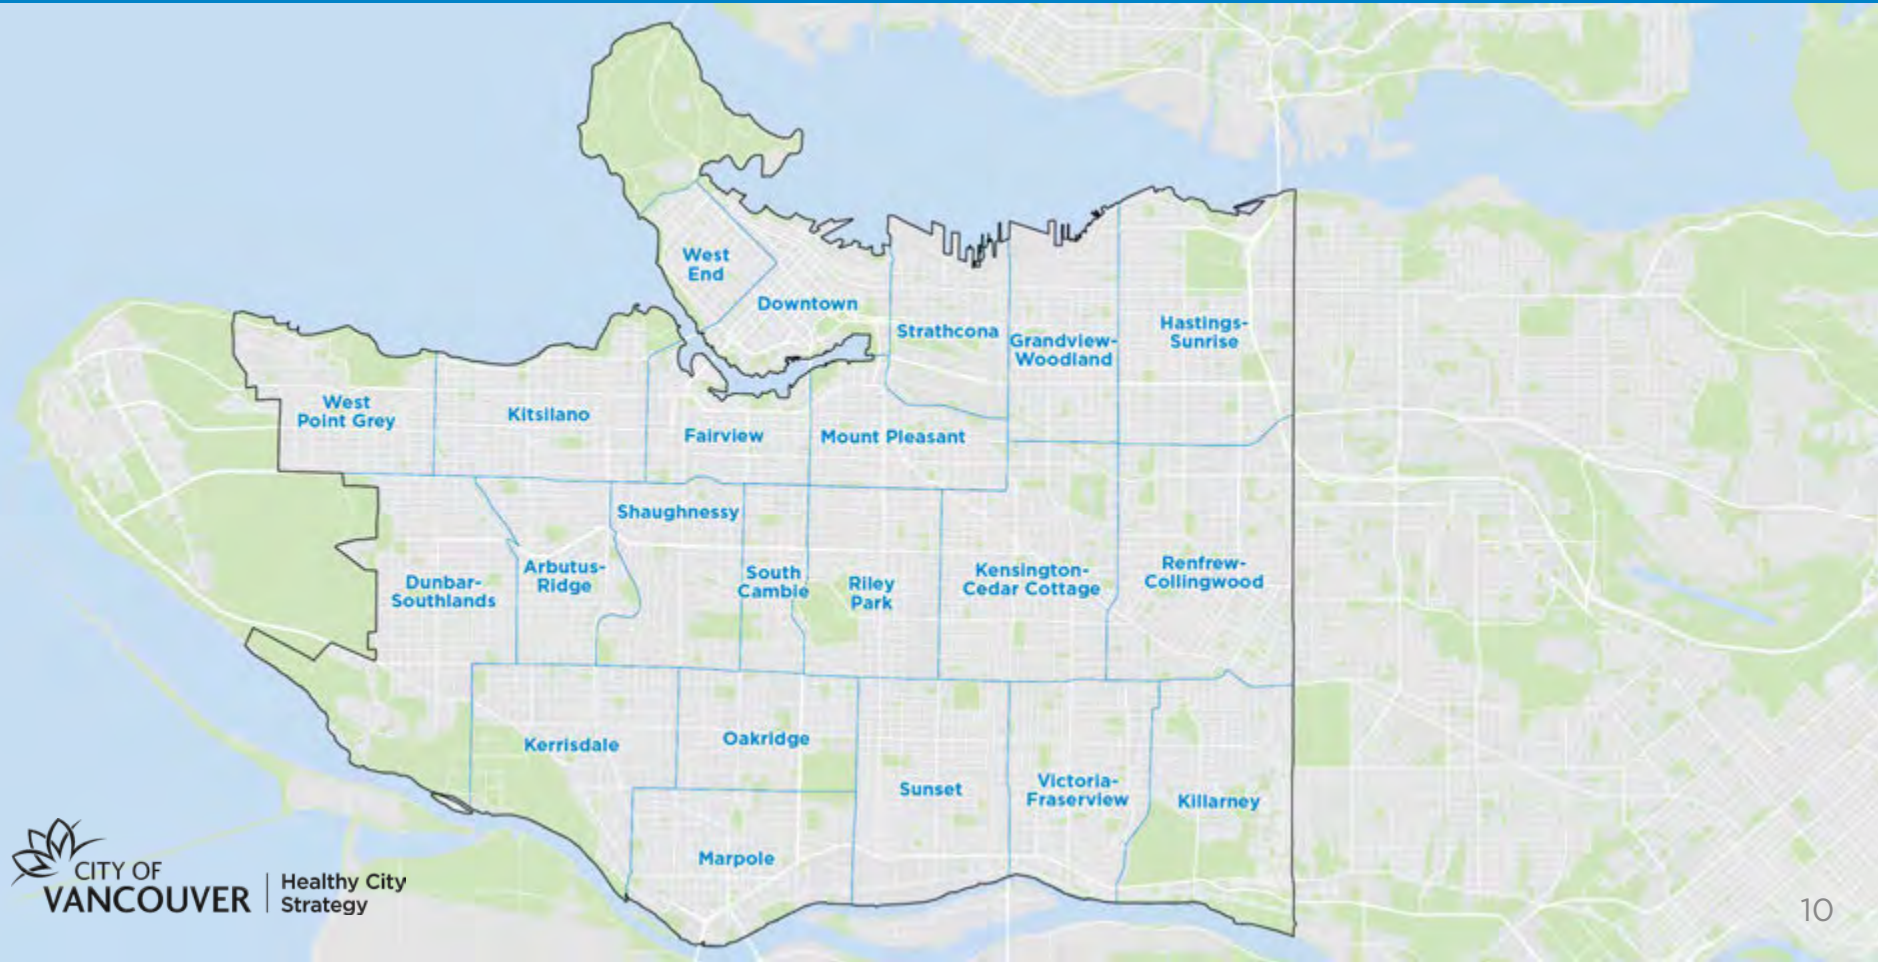 West
End
Downtown
Strathcona
Grandview-
Woodland
Hastings-
Sunrise
West
Point Grey
Kitsilano
Fairview
Mount Pleasant
Shaughnessy
Dunbar-
Southlands
Arbutus-
Ridge
South
Cambie
Riley
Park
Kensington-
Cedar Cottage
Renfrew-
Collingwood
Kerrisdale
Oakridge
Sunset
Victoria-
Fraserview
Killarney
Marpole
CITY OF
VANCOUVER
Healthy City
Strategy
10